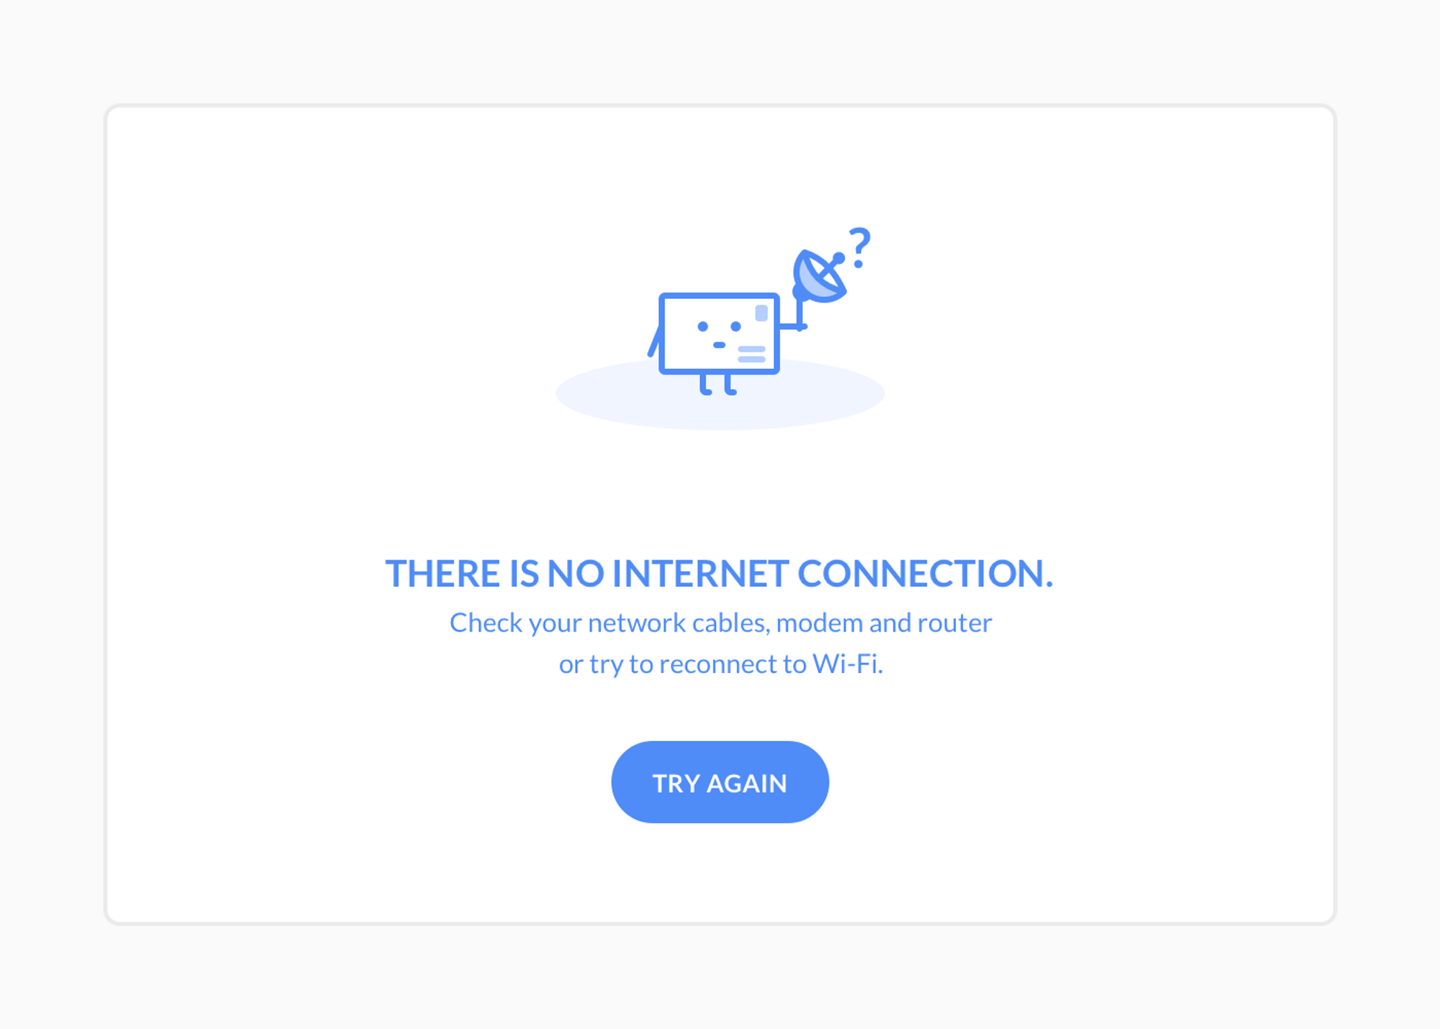 ?
THERE IS NO INTERNET CONNECTION.
Check your network cables, modem and router
or try to reconnect to Wi-Fi.
TRY AGAIN